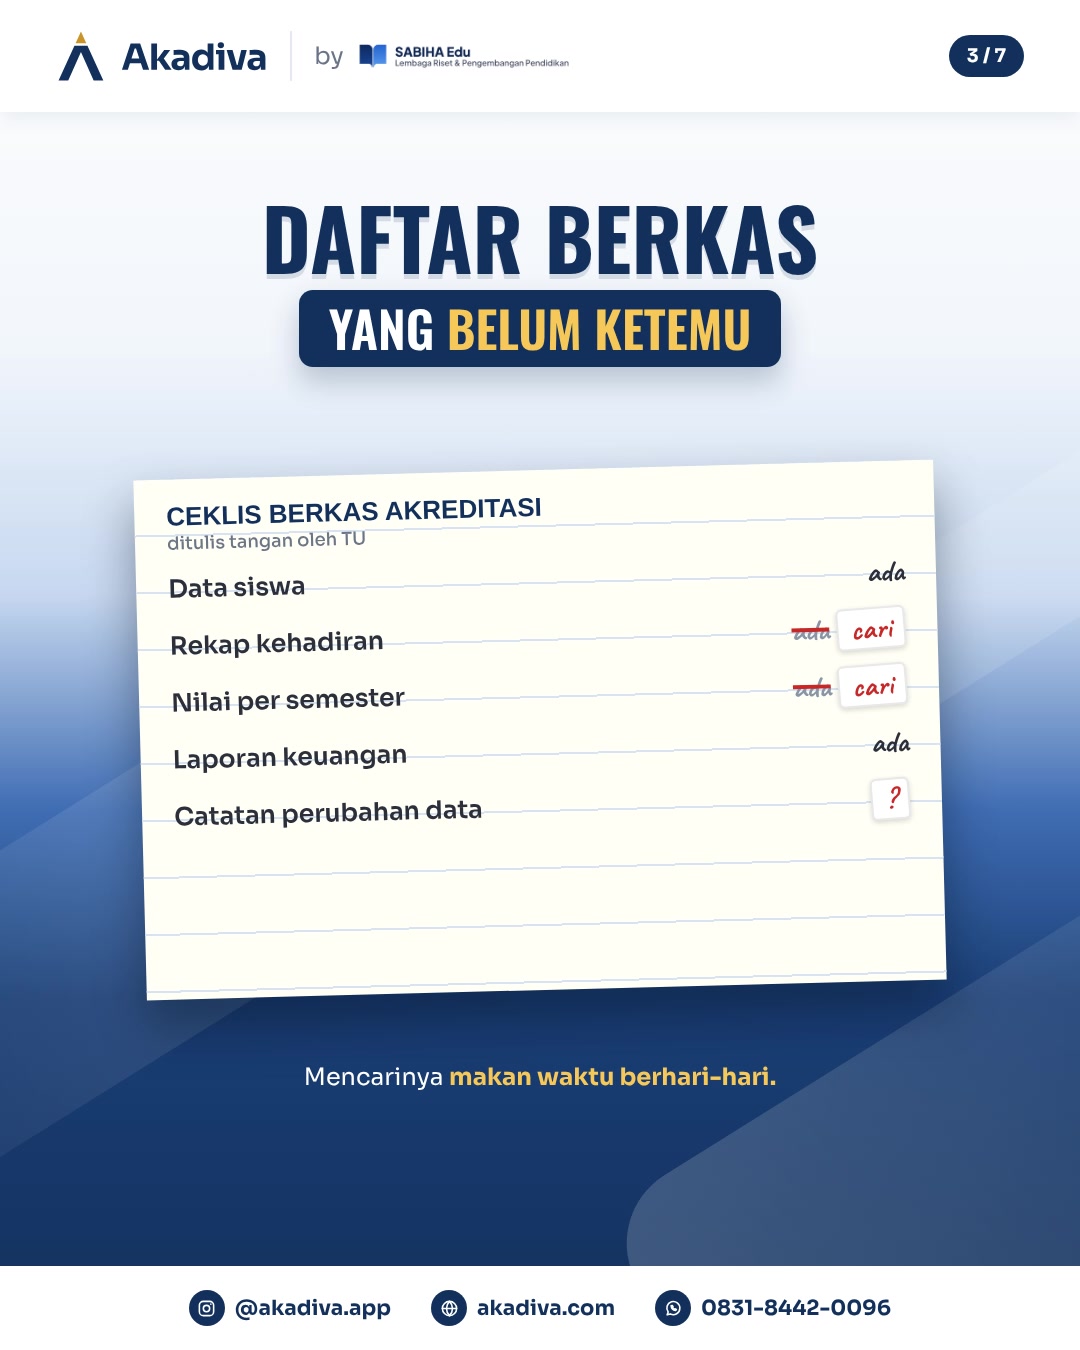 Akadiva
by
SABIHA Edu
Lembaga Riset & Pengembangan Pendidikan
3 / 7
DAFTAR BERKAS
YANG BELUM KETEMU
CEKLIS BERKAS AKREDITASI
ditulis tangan oleh TU
Data siswa ada
Rekap kehadiran ada cari
Nilai per semester ada cari
Laporan keuangan ada
Catatan perubahan data ?
Mencarinya makan waktu berhari-hari.
@akadiva.app akadiva.com 0831-8442-0096